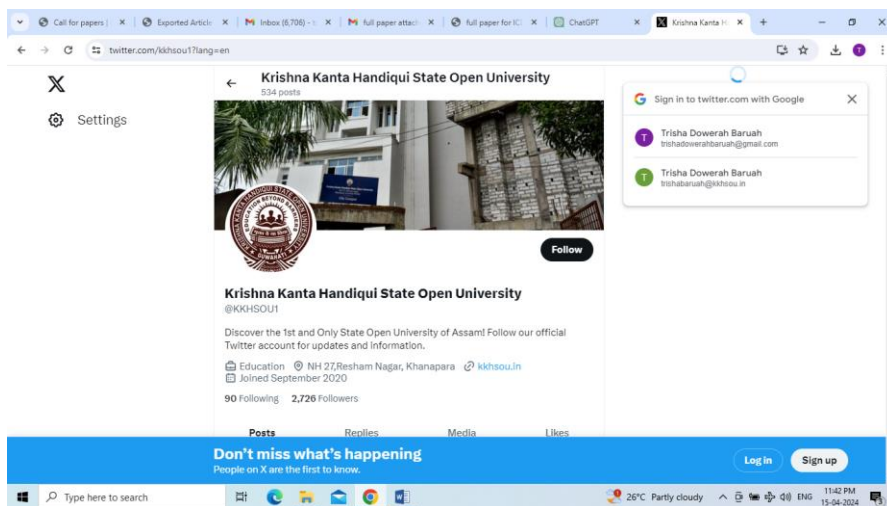 Call for papers |
Exported Article
Inbox (6,706) - t
full paper attach
full paper for IC
ChatGPT
Krishna Kanta H
twitter.com/kkhsou1?lang=en
Settings
Krishna Kanta Handiqui State Open University
534 posts
Follow
Krishna Kanta Handiqui State Open University
@KKHSOU1
Discover the 1st and Only State Open University of Assam! Follow our official
Twitter account for updates and information.
Education NH 27,Resham Nagar, Khanapara kkhsou.in
Joined September 2020
90 Following 2,726 Followers
Posts Replies Media Likes
Sign in to twitter.com with Google
T Trisha Dowerah Baruah
trishadowerahbaruah@gmail.com
T Trisha Dowerah Baruah
trishabaruah@kkhsou.in
Don't miss what's happening
People on X are the first to know.
Log in Sign up
Type here to search
26°C Partly cloudy ENG 11:42 PM
15-04-2024